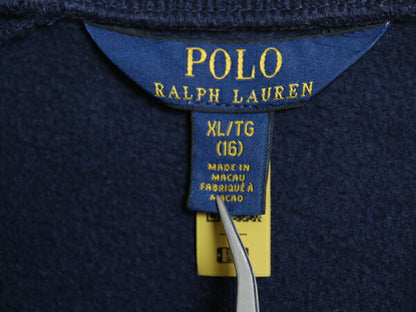 POLO
RALPH LAUREN
XL/TG
(16)
MADE IN
MACAU
FABRIQUÉ À
MACAO